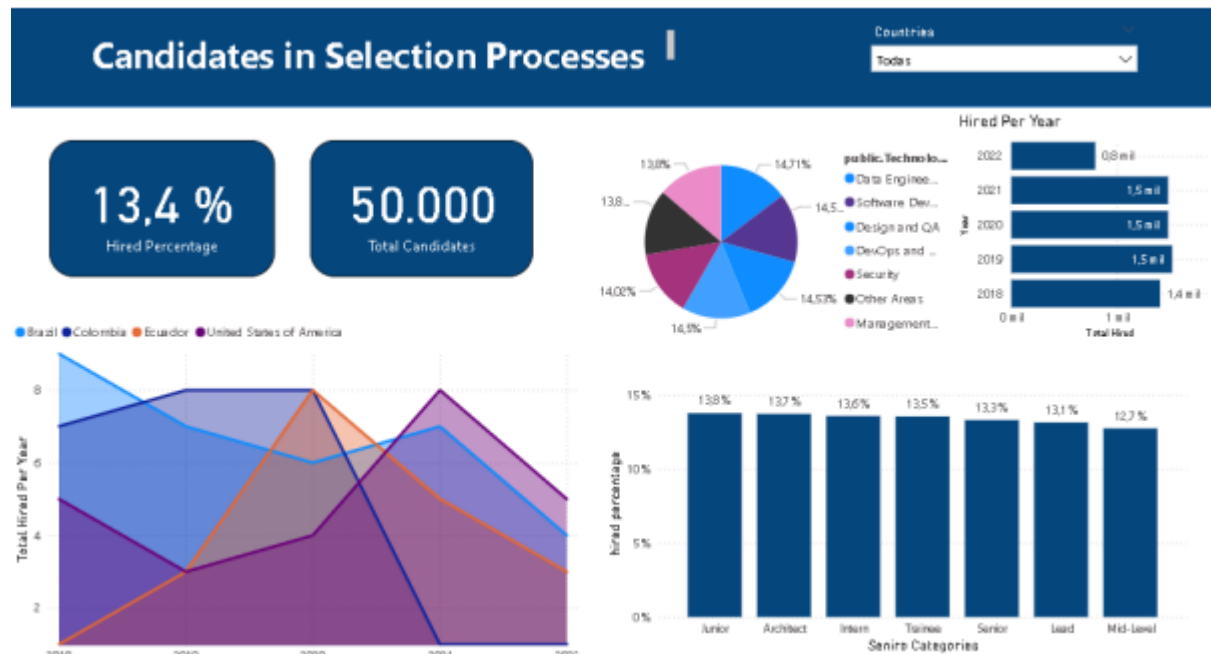 Candidates in Selection Processes
Countries
Todas
13,4 %
Hired Percentage
50.000
Total Candidates
13,8%
14,71%
13,8...
14,5...
14,02%
14,53%
14,5%
public.Technolo...
Data Enginee...
Software Dev...
Design and QA
DevOps and ...
Security
Other Areas
Management...
Hired Per Year
Year
2022
0,8 mil
2021
1,5 mil
2020
1,5 mil
2019
1,5 mil
2018
1,4 mil
0 mil
1 mil
Total Hired
Brazil
Colombia
Ecuador
United States of America
Total Hired Per Year
8
6
4
2
hired percentage
15%
10%
5%
0%
13,8%
13,7%
13,6%
13,5%
13,3%
13,1%
12,7%
Junior
Architect
Intern
Trainee
Senior
Lead
Mid-Level
Seniro Categories